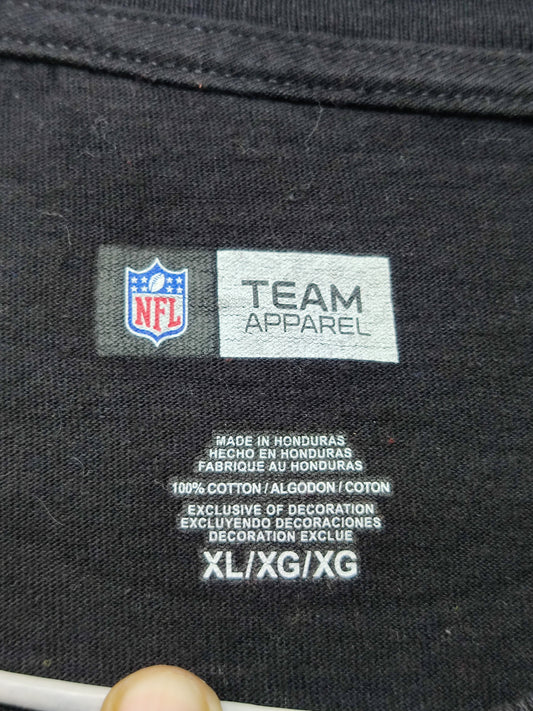 NFL
TEAM
APPAREL
MADE IN HONDURAS
HECHO EN HONDURAS
FABRIQUE AU HONDURAS
100% COTTON / ALGODON / COTON
EXCLUSIVE OF DECORATION
EXCLUYENDO DECORACIONES
DECORATION EXCLUE
XL/XG/XG